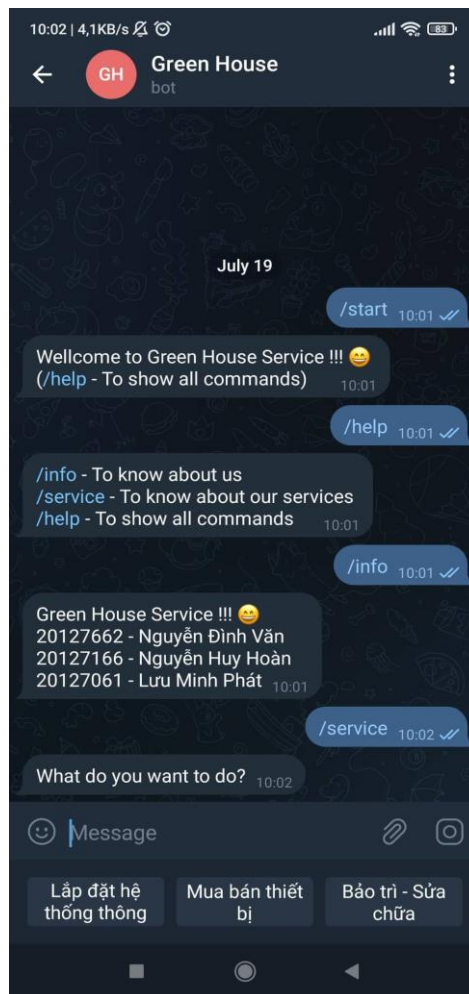 10:02 | 4,1KB/s
83
GH
Green House
bot
July 19
/start 10:01
Wellcome to Green House Service !!! 😄
(/help - To show all commands) 10:01
/help 10:01
/info - To know about us
/service - To know about our services
/help - To show all commands 10:01
/info 10:01
Green House Service !!! 😄
20127662 - Nguyễn Đình Văn
20127166 - Nguyễn Huy Hoàn
20127061 - Lưu Minh Phát 10:01
/service 10:02
What do you want to do? 10:02
Message
Lắp đặt hệ
thống thông
Mua bán thiết
bị
Bảo trì - Sửa
chữa